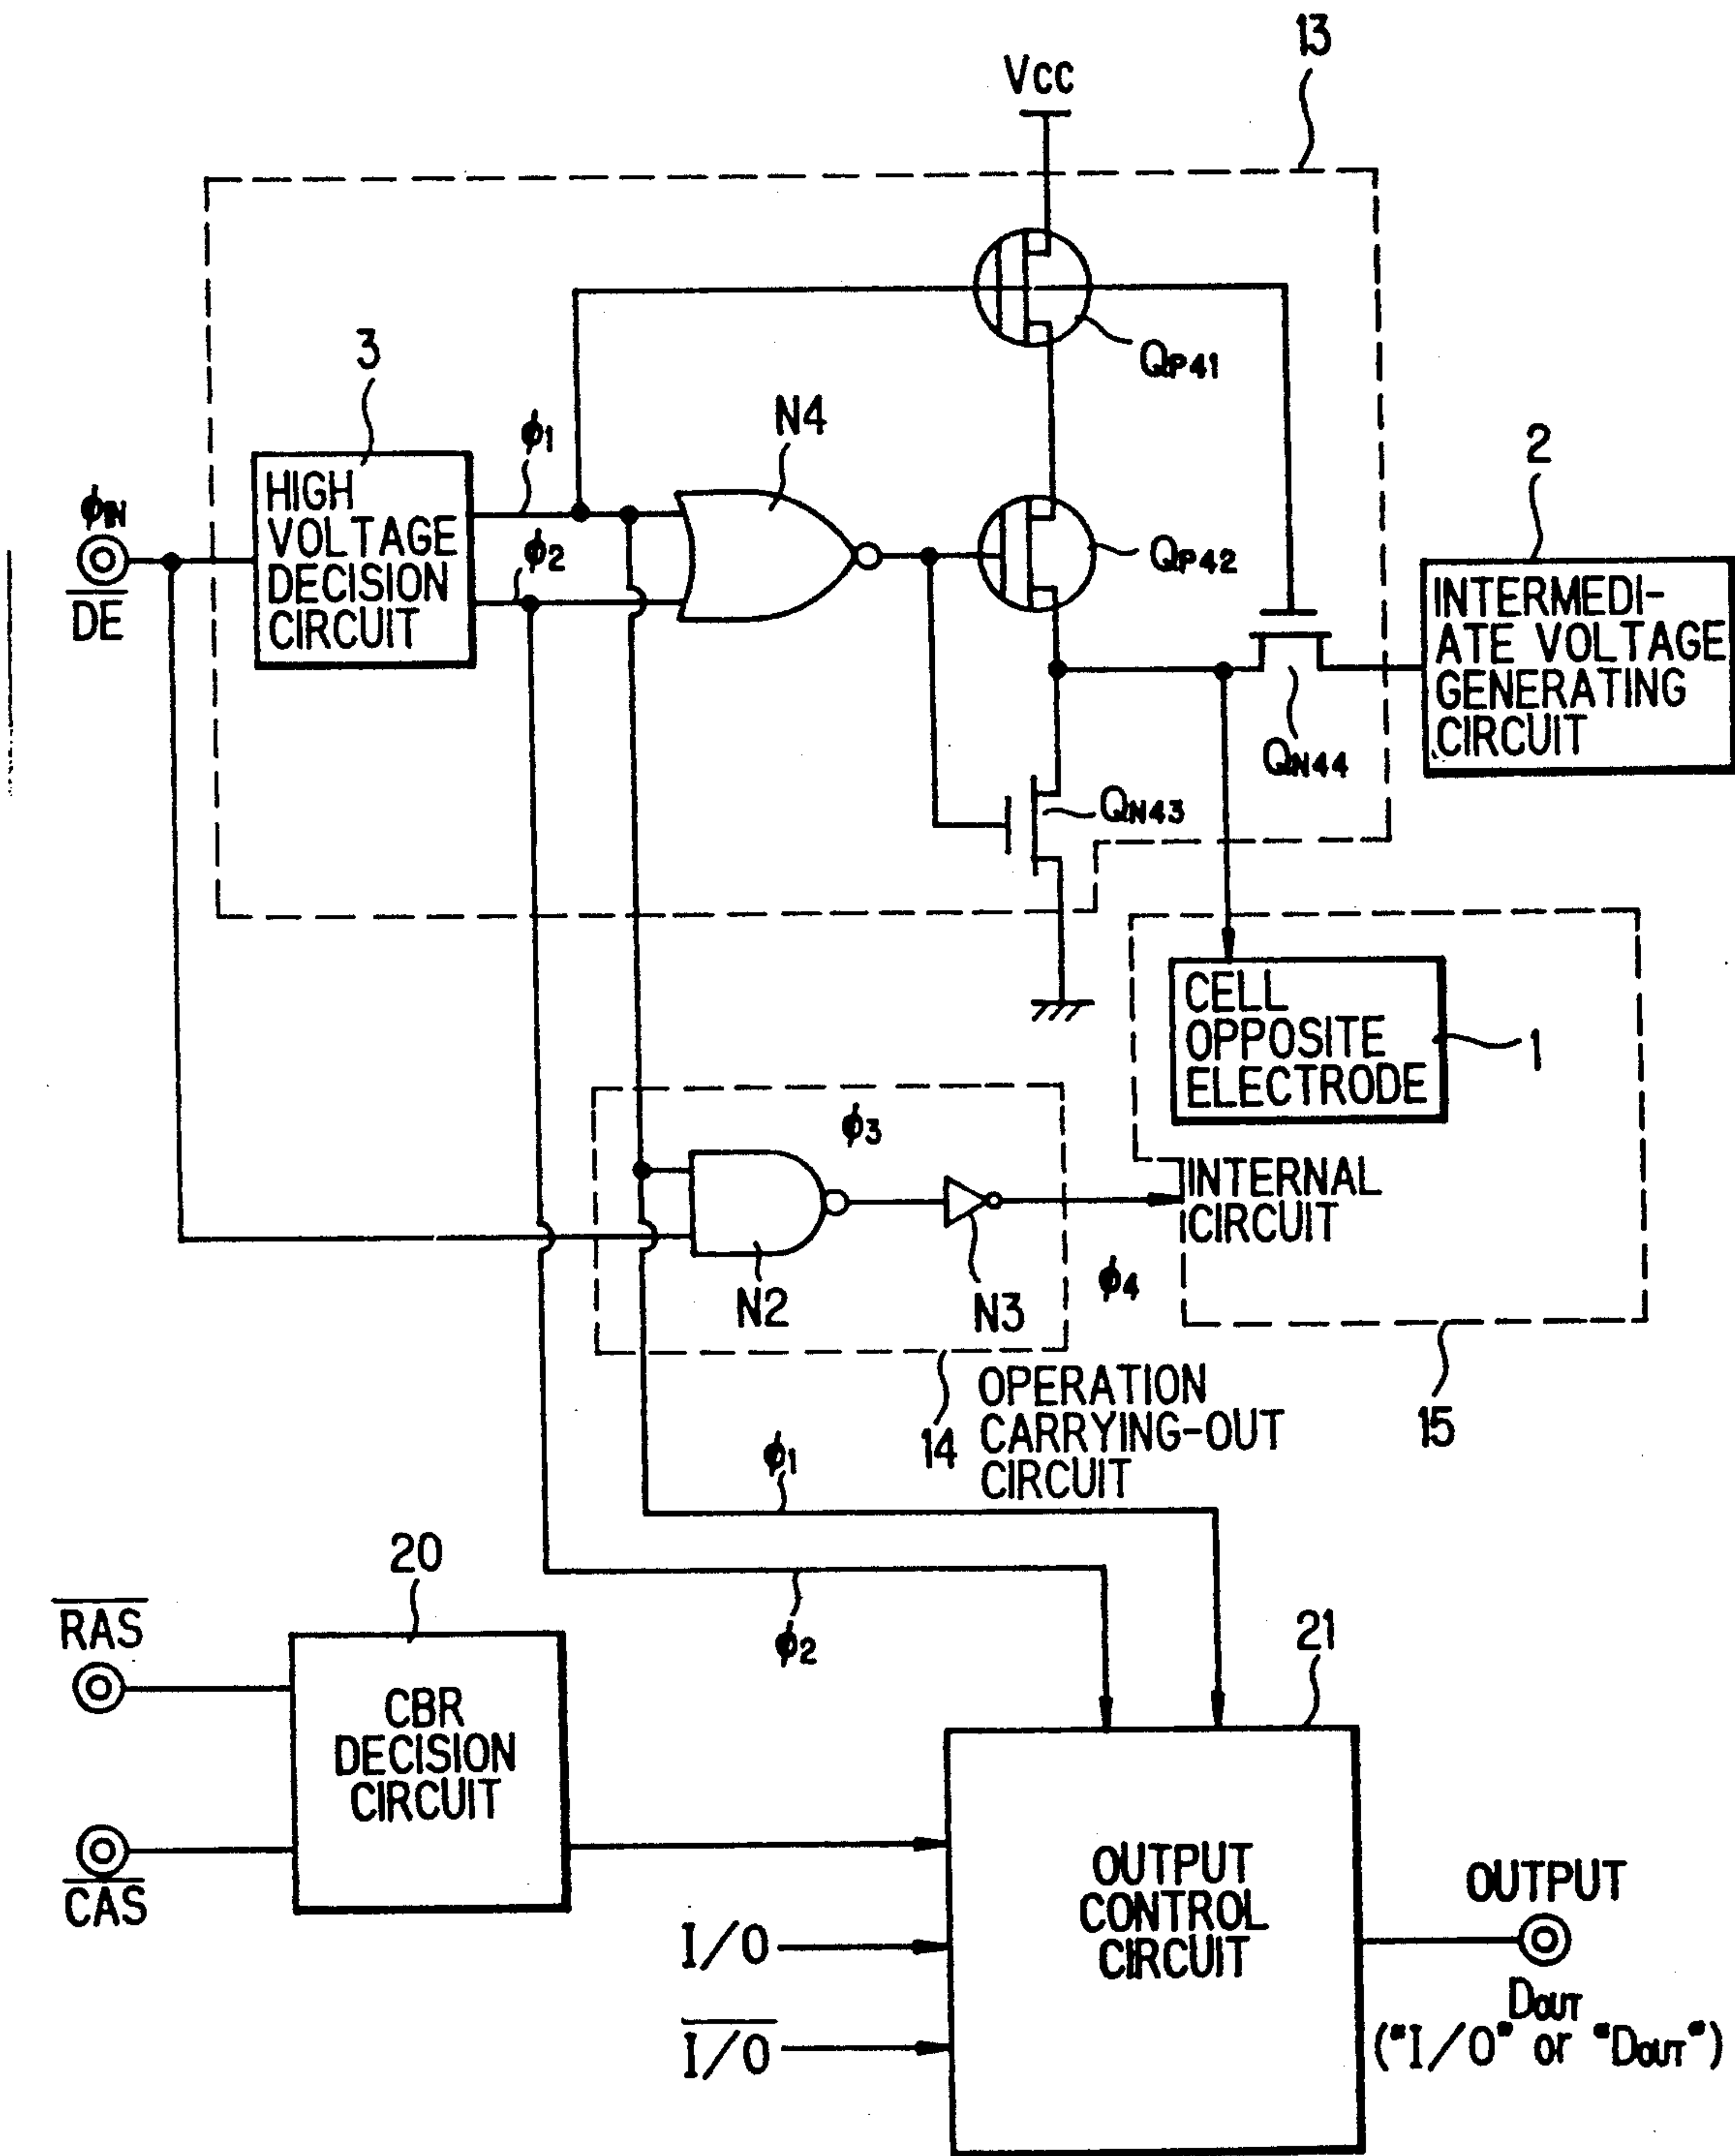 13
Vcc
QP41
3
N4
ϕ1
2
ϕIN
HIGH
VOLTAGE
DECISION
CIRCUIT
ϕ2
QP42
DE
INTERMEDI-
ATE VOLTAGE
GENERATING
CIRCUIT
QN44
QN43
CELL
OPPOSITE
ELECTRODE
1
ϕ3
INTERNAL
CIRCUIT
N2
N3
ϕ4
14
OPERATION
CARRYING-OUT
CIRCUIT
15
ϕ1
20
ϕ2
RAS
21
CBR
DECISION
CIRCUIT
CAS
OUTPUT
CONTROL
CIRCUIT
OUTPUT
I/O
DOUT
("I/O" or "DOUT")
I/O